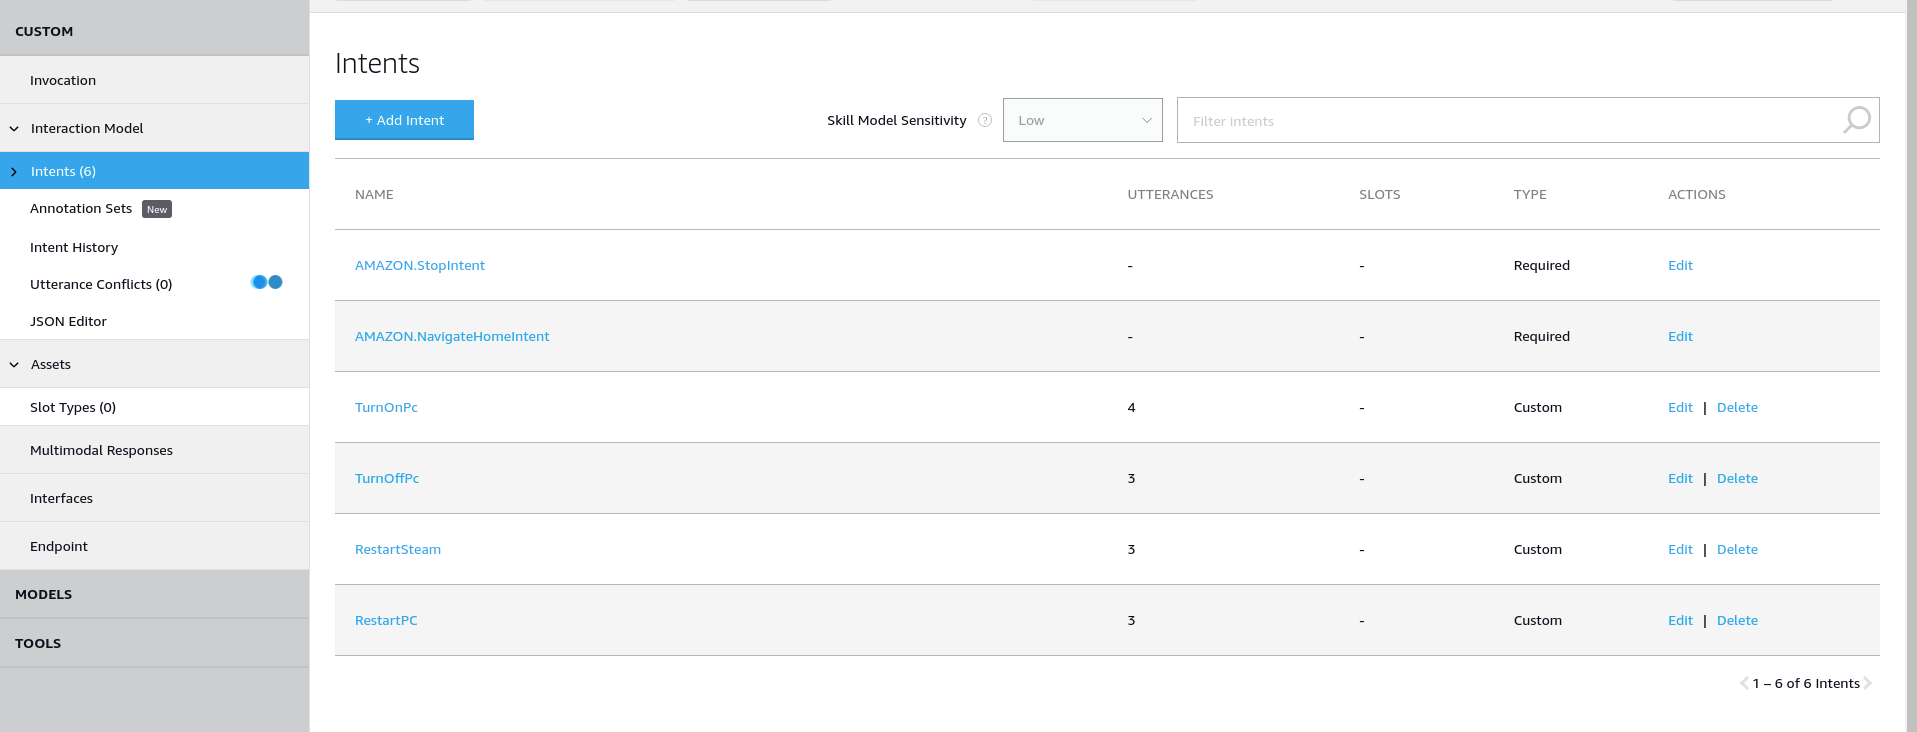 CUSTOM
Invocation
Interaction Model
Intents (6)
Annotation Sets New
Intent History
Utterance Conflicts (0)
JSON Editor
Assets
Slot Types (0)
Multimodal Responses
Interfaces
Endpoint
MODELS
TOOLS
Intents
+ Add Intent
Skill Model Sensitivity ? Low Filter intents
NAME UTTERANCES SLOTS TYPE ACTIONS
AMAZON.StopIntent - - Required Edit
AMAZON.NavigateHomeIntent - - Required Edit
TurnOnPc 4 - Custom Edit | Delete
TurnOffPc 3 - Custom Edit | Delete
RestartSteam 3 - Custom Edit | Delete
RestartPC 3 - Custom Edit | Delete
1 – 6 of 6 Intents